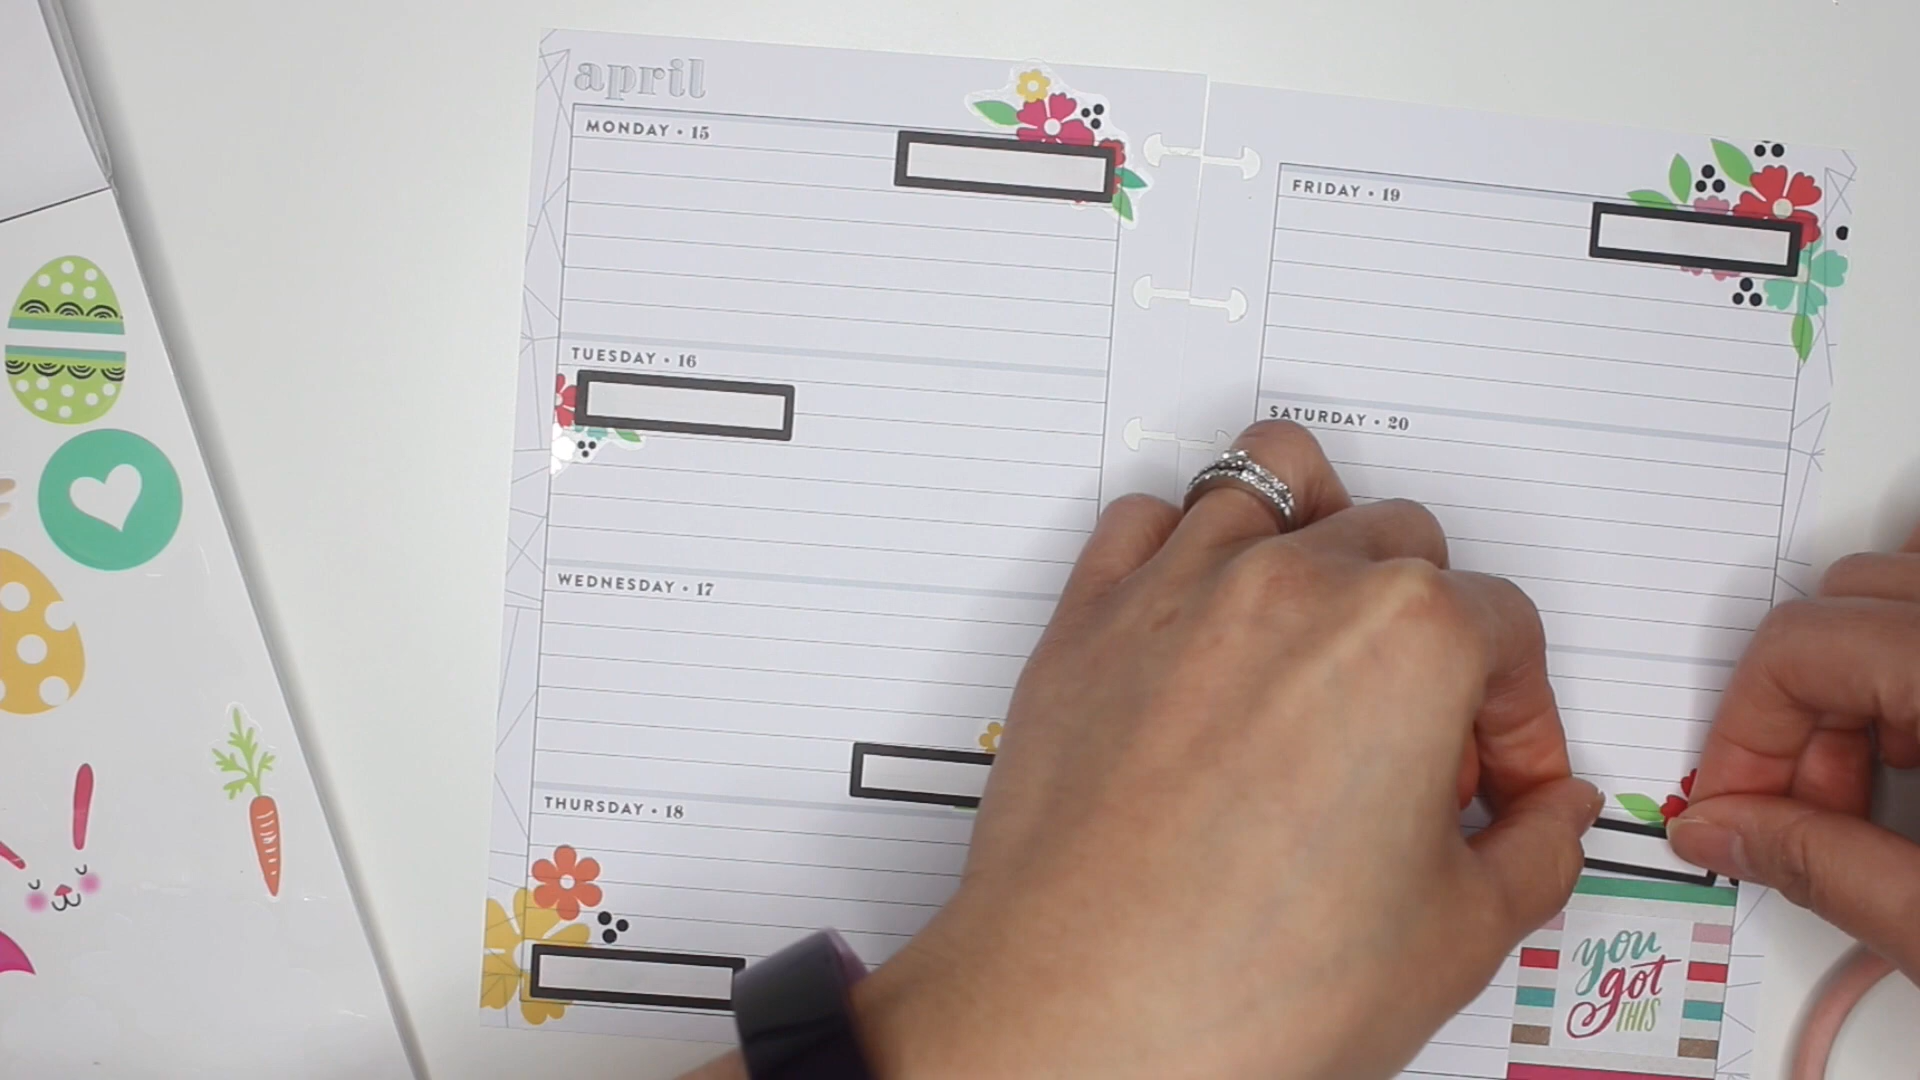 april
MONDAY • 15
TUESDAY • 16
WEDNESDAY • 17
THURSDAY • 18
FRIDAY • 19
SATURDAY • 20
you
got
THIS